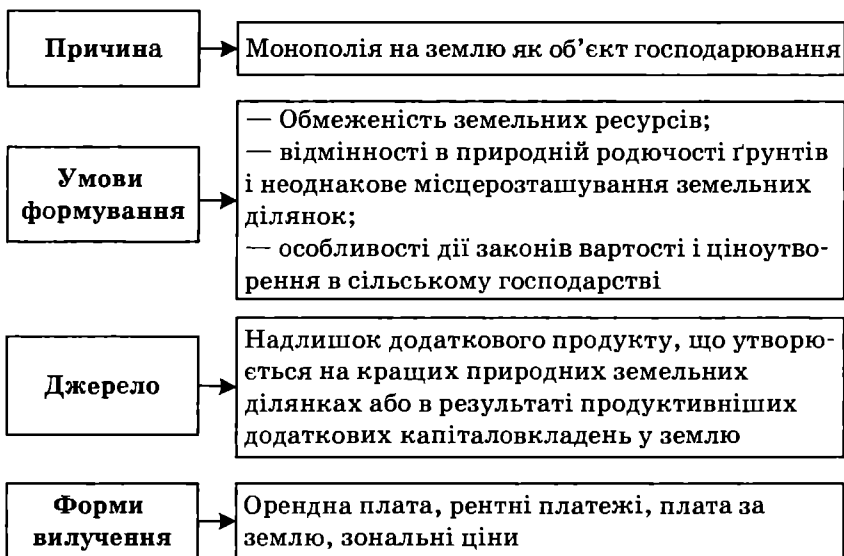 Причина
Монополія на землю як об’єкт господарювання
Умови
формування
— Обмеженість земельних ресурсів;
— відмінності в природній родючості ґрунтів
і неоднакове місцерозташування земельних
ділянок;
— особливості дії законів вартості і ціноутво-
рення в сільському господарстві
Джерело
Надлишок додаткового продукту, що утворю-
ється на кращих природних земельних
ділянках або в результаті продуктивніших
додаткових капіталовкладень у землю
Форми
вилучення
Орендна плата, рентні платежі, плата за
землю, зональні ціни